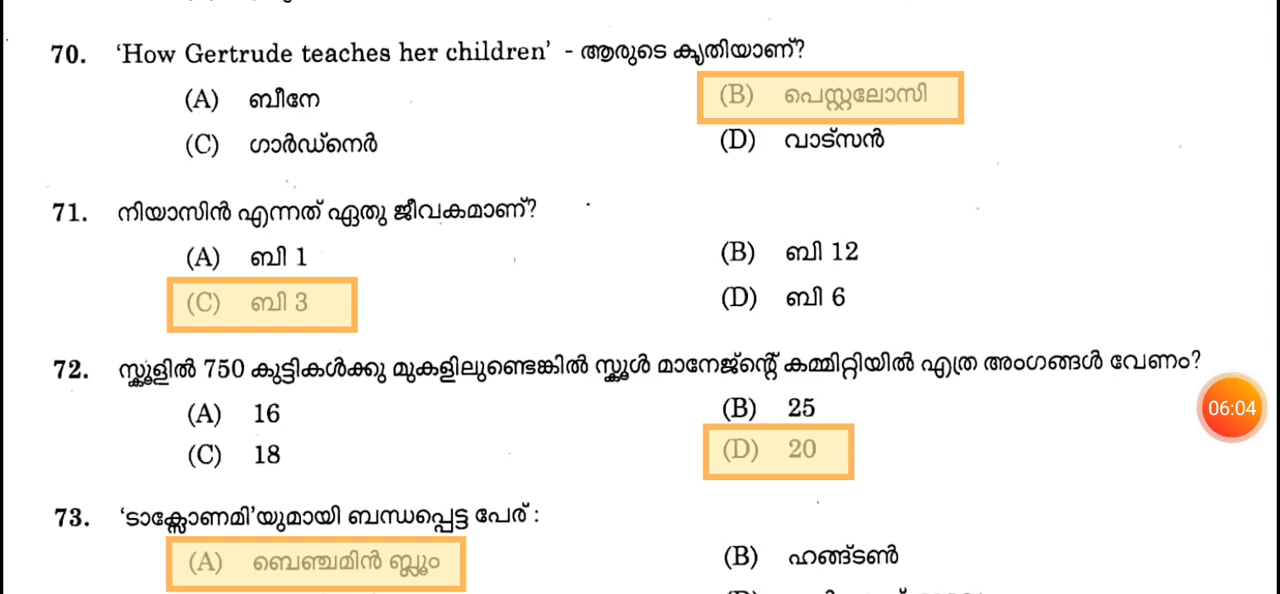 70. 'How Gertrude teaches her children' - ആരുടെ കൃതിയാണ്?
(A) ബീനേ (B) പെസ്റ്റലോസി
(C) ഗാർഡ്നെർ (D) വാട്സൻ
71. നിയാസിൻ എന്നത് ഏതു ജീവകമാണ്?
(A) ബി 1 (B) ബി 12
(C) ബി 3 (D) ബി 6
72. സ്കൂളിൽ 750 കുട്ടികൾക്കു മുകളിലുണ്ടെങ്കിൽ സ്കൂൾ മാനേജ്ന്റെ് കമ്മിറ്റിയിൽ എത്ര അംഗങ്ങൾ വേണം?
(A) 16 (B) 25
06:04
(C) 18 (D) 20
73. 'ടാക്സോണമി'യുമായി ബന്ധപ്പെട്ട പേര് :
(A) ബെഞ്ചമിൻ ബ്ലൂം (B) ഹങ്ങ്ടൺ